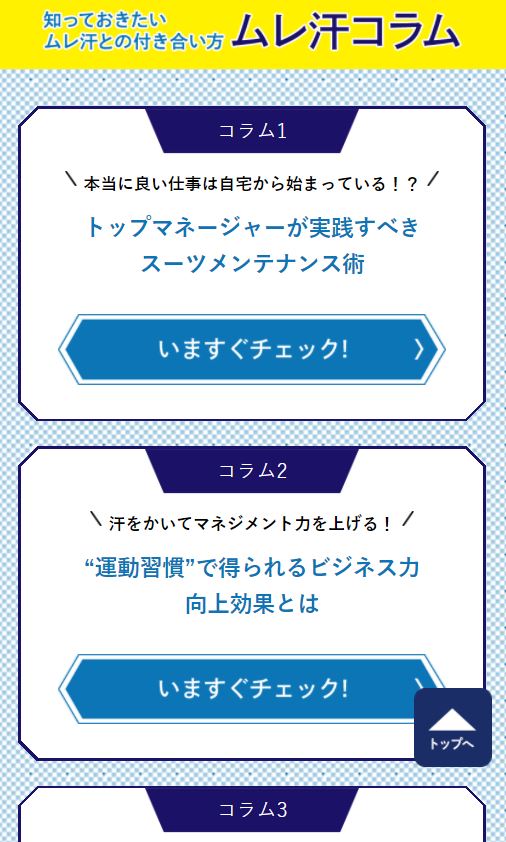 知っておきたい
ムレ汗との付き合い方
ムレ汗コラム
コラム1
本当に良い仕事は自宅から始まっている！？
トップマネージャーが実践すべき
スーツメンテナンス術
いますぐチェック!
コラム2
汗をかいてマネジメント力を上げる！
“運動習慣”で得られるビジネス力
向上効果とは
いますぐチェック!
トップへ
コラム3